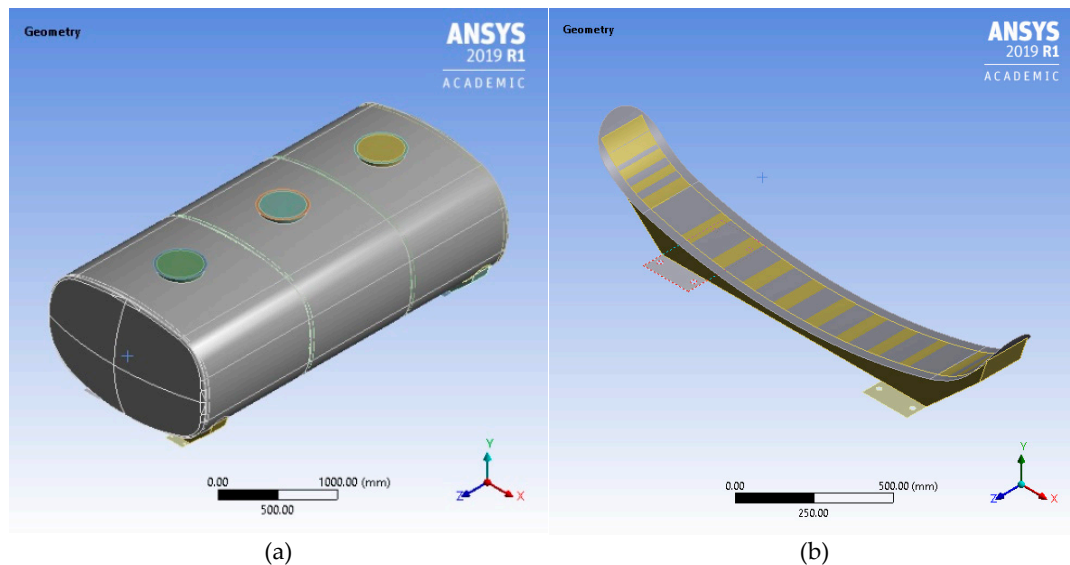 Geometry
ANSYS
2019 R1
ACADEMIC
Y
Z
X
0.00
1000.00 (mm)
500.00
(a)
Geometry
ANSYS
2019 R1
ACADEMIC
Y
Z
X
0.00
500.00 (mm)
250.00
(b)